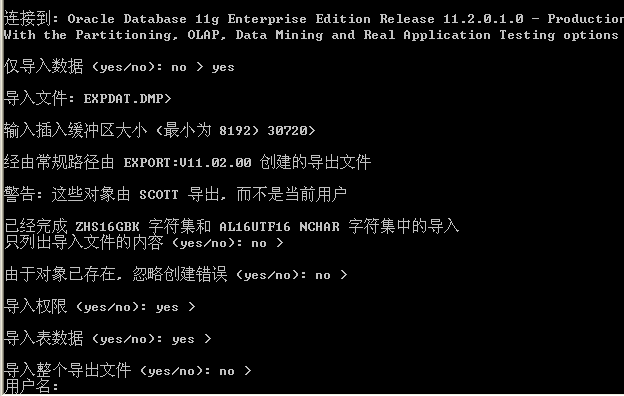 连接到: Oracle Database 11g Enterprise Edition Release 11.2.0.1.0 - Production
With the Partitioning, OLAP, Data Mining and Real Application Testing options
仅导入数据 (yes/no): no > yes
导入文件: EXPDAT.DMP>
输入插入缓冲区大小 (最小为 8192) 30720>
经由常规路径由 EXPORT:V11.02.00 创建的导出文件
警告: 这些对象由 SCOTT 导出, 而不是当前用户
已经完成 ZHS16GBK 字符集和 AL16UTF16 NCHAR 字符集中的导入
只列出导入文件的内容 (yes/no): no >
由于对象已存在, 忽略创建错误 (yes/no): no >
导入权限 (yes/no): yes >
导入表数据 (yes/no): yes >
导入整个导出文件 (yes/no): no >
用户名: